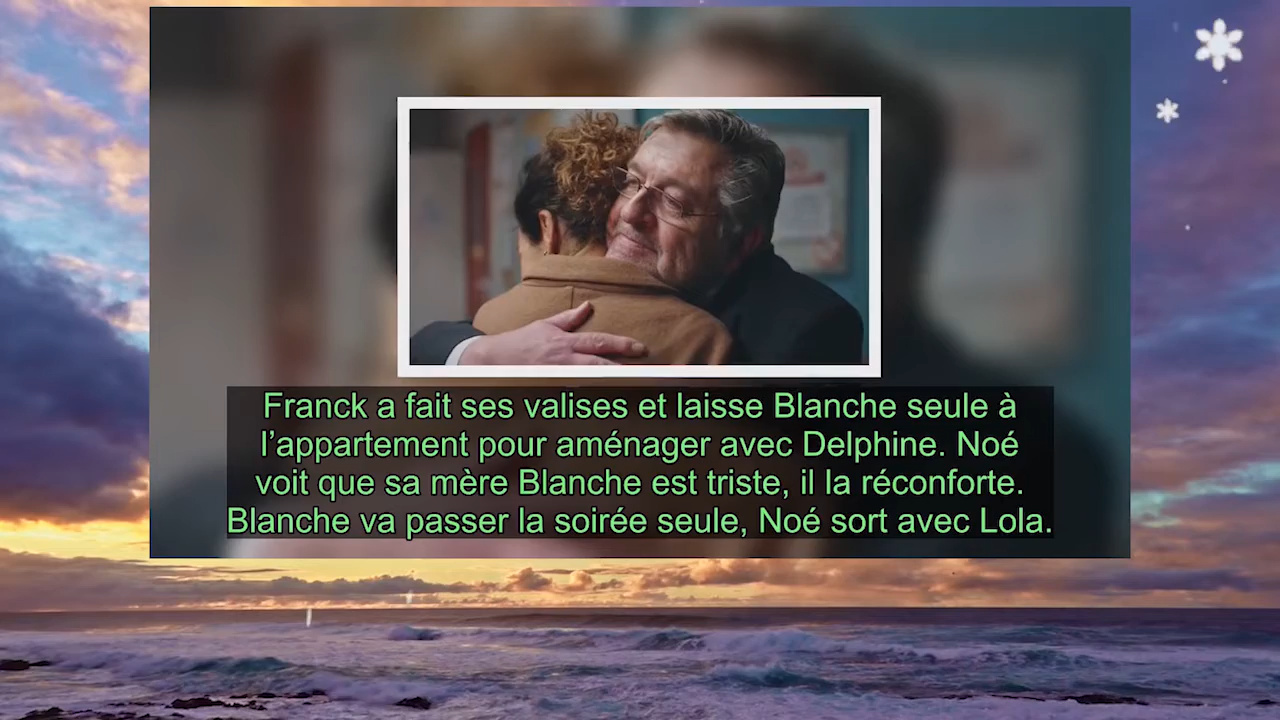 Franck a fait ses valises et laisse Blanche seule à
l’appartement pour aménager avec Delphine. Noé
voit que sa mère Blanche est triste, il la réconforte.
Blanche va passer la soirée seule, Noé sort avec Lola.